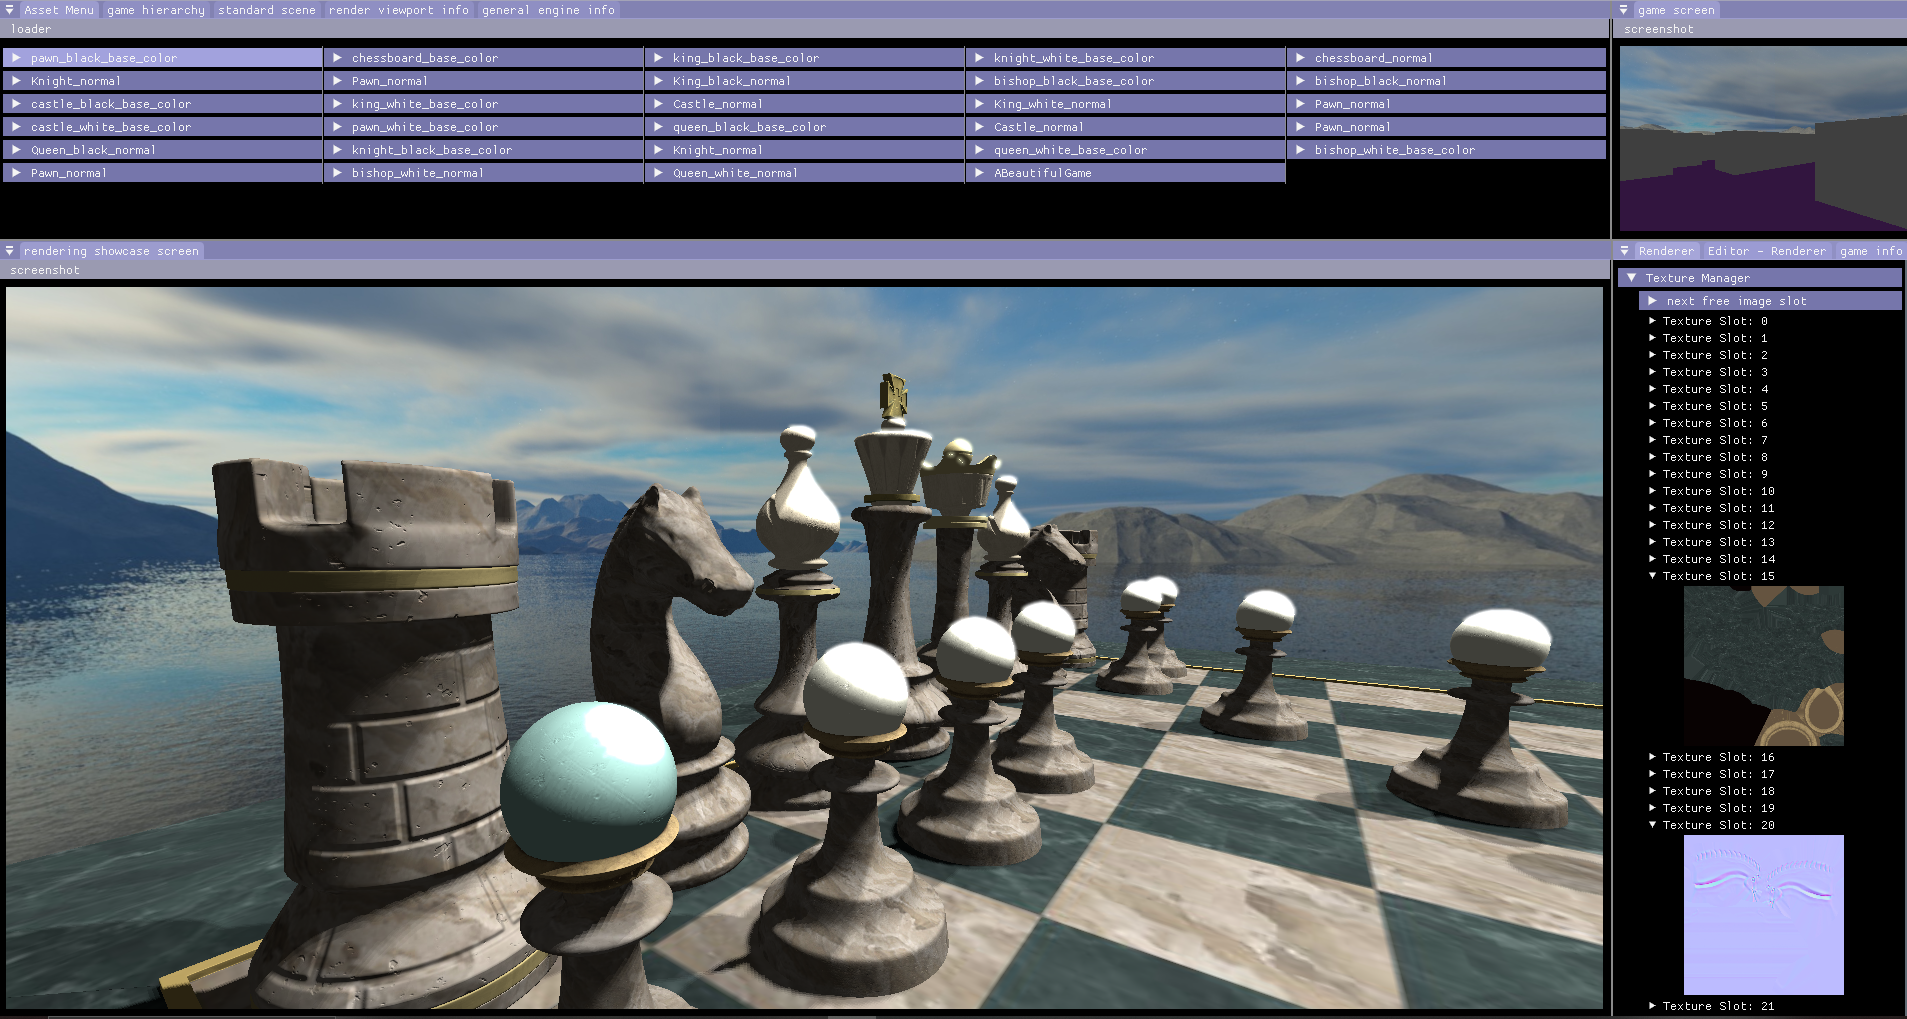 Asset Menu game hierarchy standard scene render viewport info general engine info
loader
pawn_black_base_color chessboard_base_color king_black_base_color knight_white_base_color chessboard_normal
Knight_normal Pawn_normal King_black_normal bishop_black_base_color bishop_black_normal
castle_black_base_color king_white_base_color Castle_normal King_white_normal Pawn_normal
castle_white_base_color pawn_white_base_color queen_black_base_color Castle_normal Pawn_normal
Queen_black_normal knight_black_base_color Knight_normal queen_white_base_color bishop_white_base_color
Pawn_normal bishop_white_normal Queen_white_normal ABeautifulGame
game screen
screenshot
rendering showcase screen
screenshot
Renderer Editor - Renderer game info
Texture Manager
next free image slot
Texture Slot: 0
Texture Slot: 1
Texture Slot: 2
Texture Slot: 3
Texture Slot: 4
Texture Slot: 5
Texture Slot: 6
Texture Slot: 7
Texture Slot: 8
Texture Slot: 9
Texture Slot: 10
Texture Slot: 11
Texture Slot: 12
Texture Slot: 13
Texture Slot: 14
Texture Slot: 15
Texture Slot: 16
Texture Slot: 17
Texture Slot: 18
Texture Slot: 19
Texture Slot: 20
Texture Slot: 21